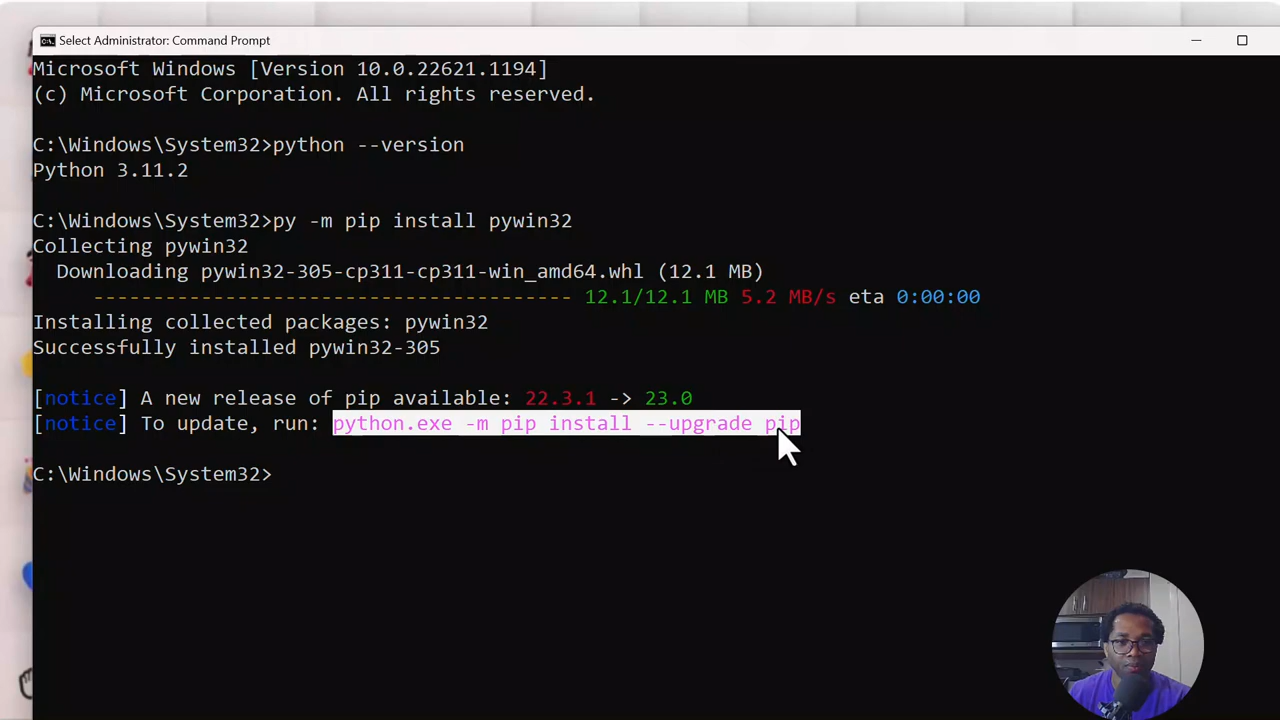 Select Administrator: Command Prompt
Microsoft Windows [Version 10.0.22621.1194]
(c) Microsoft Corporation. All rights reserved.
C:\Windows\System32>python --version
Python 3.11.2
C:\Windows\System32>py -m pip install pywin32
Collecting pywin32
  Downloading pywin32-305-cp311-cp311-win_amd64.whl (12.1 MB)
     ---------------------------------------- 12.1/12.1 MB 5.2 MB/s eta 0:00:00
Installing collected packages: pywin32
Successfully installed pywin32-305
[notice] A new release of pip available: 22.3.1 -> 23.0
[notice] To update, run: python.exe -m pip install --upgrade pip
C:\Windows\System32>